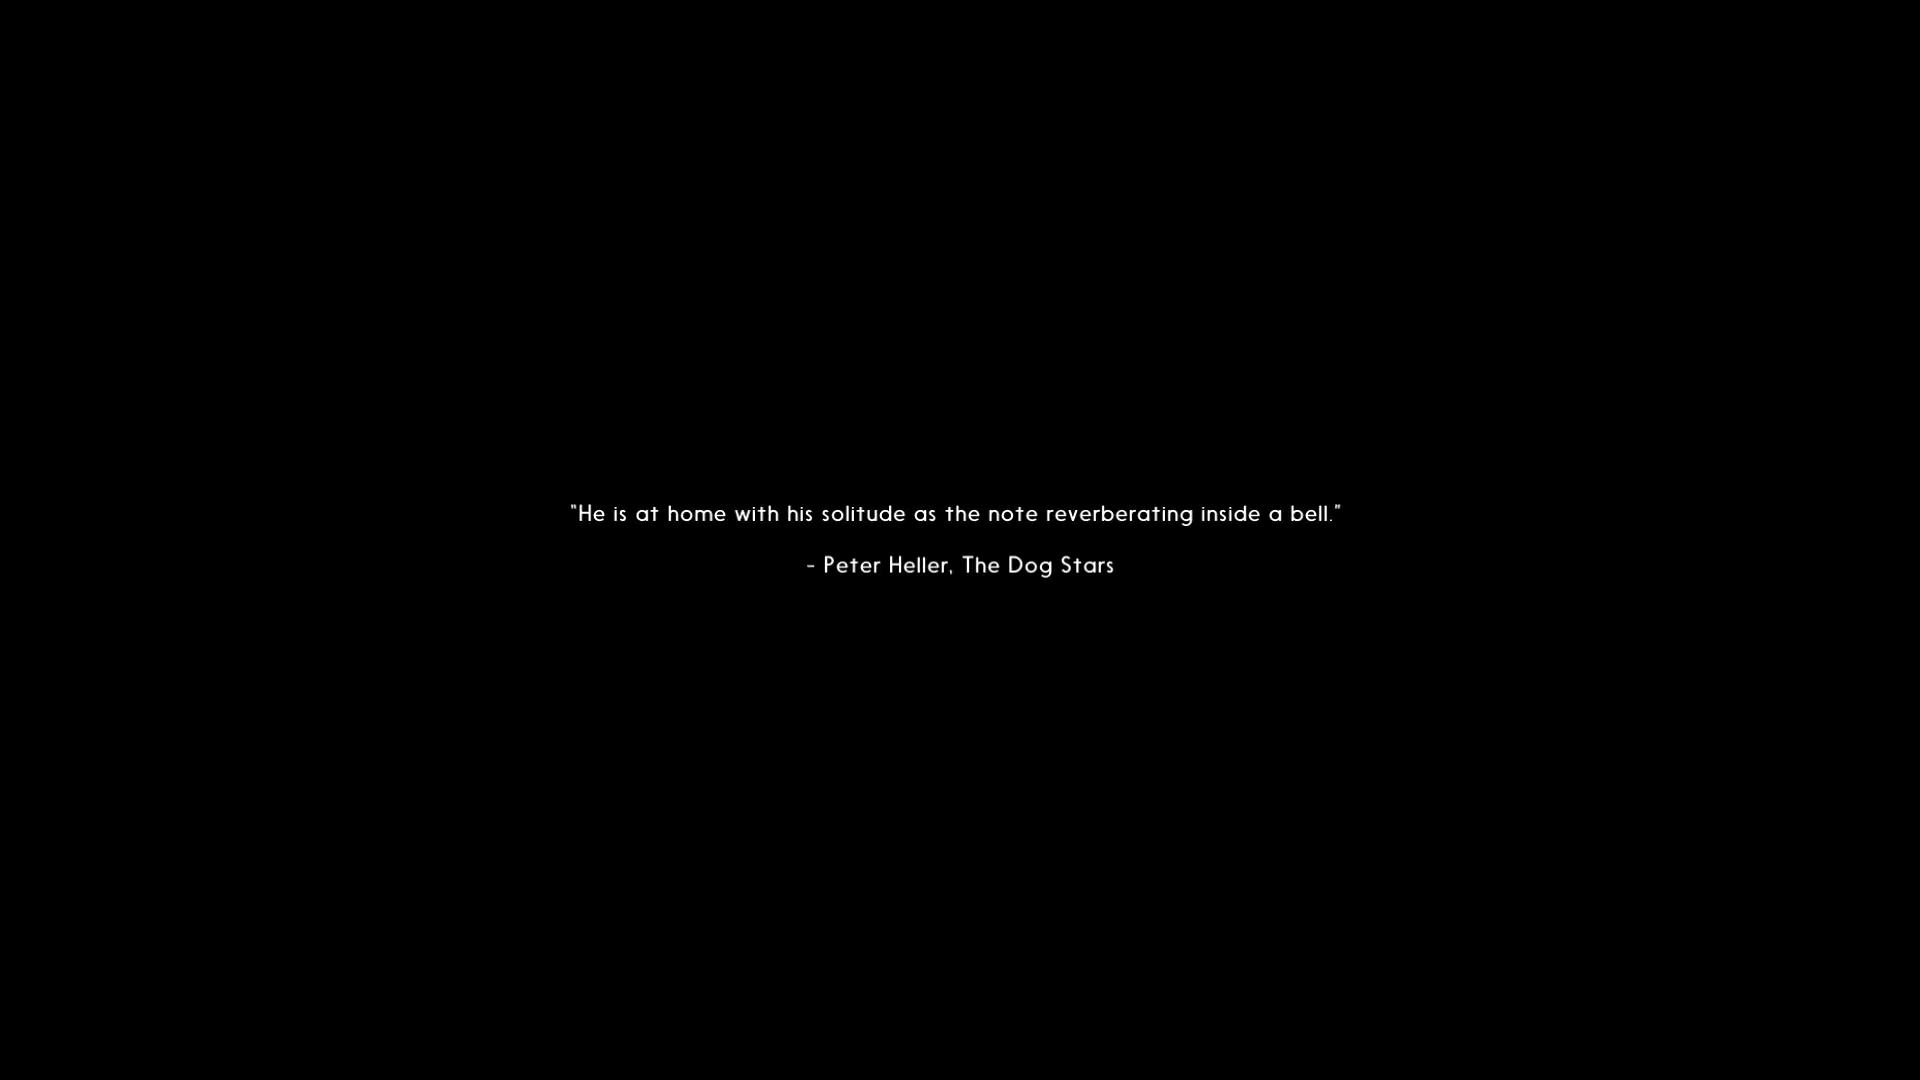 "He is at home with his solitude as the note reverberating inside a bell."
- Peter Heller, The Dog Stars